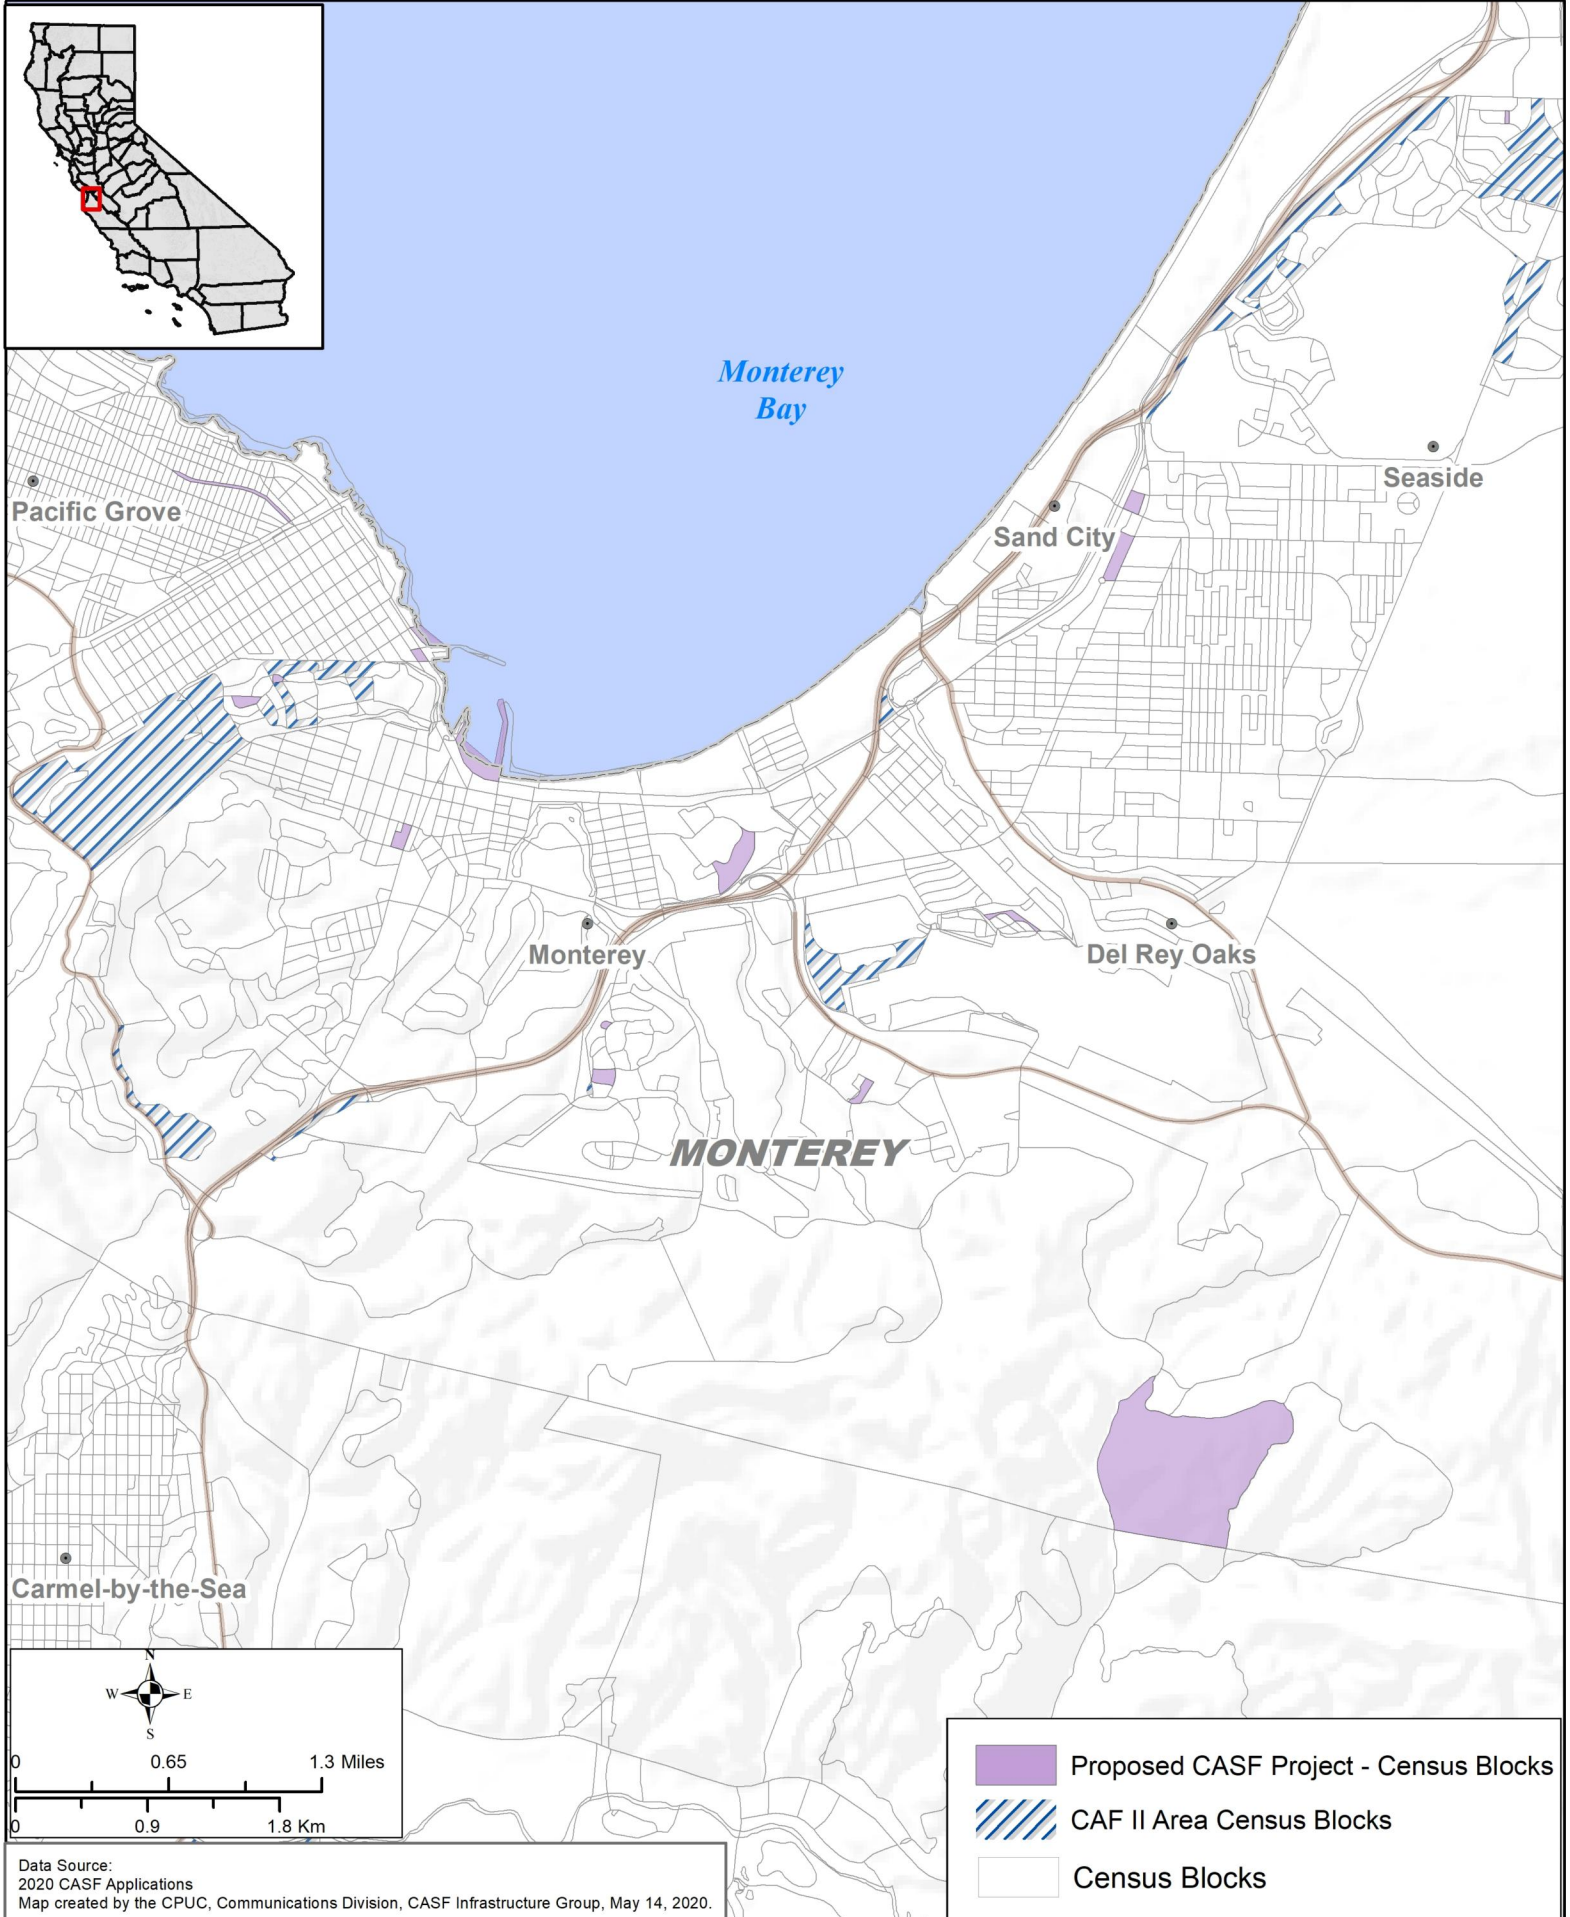 Monterey
Bay
Seaside
Pacific Grove
Sand City
Monterey
Del Rey Oaks
MONTEREY
Carmel-by-the-Sea
N
W E
S
0 0.65 1.3 Miles
0 0.9 1.8 Km
Proposed CASF Project - Census Blocks
CAF II Area Census Blocks
Census Blocks
Data Source:
2020 CASF Applications
Map created by the CPUC, Communications Division, CASF Infrastructure Group, May 14, 2020.